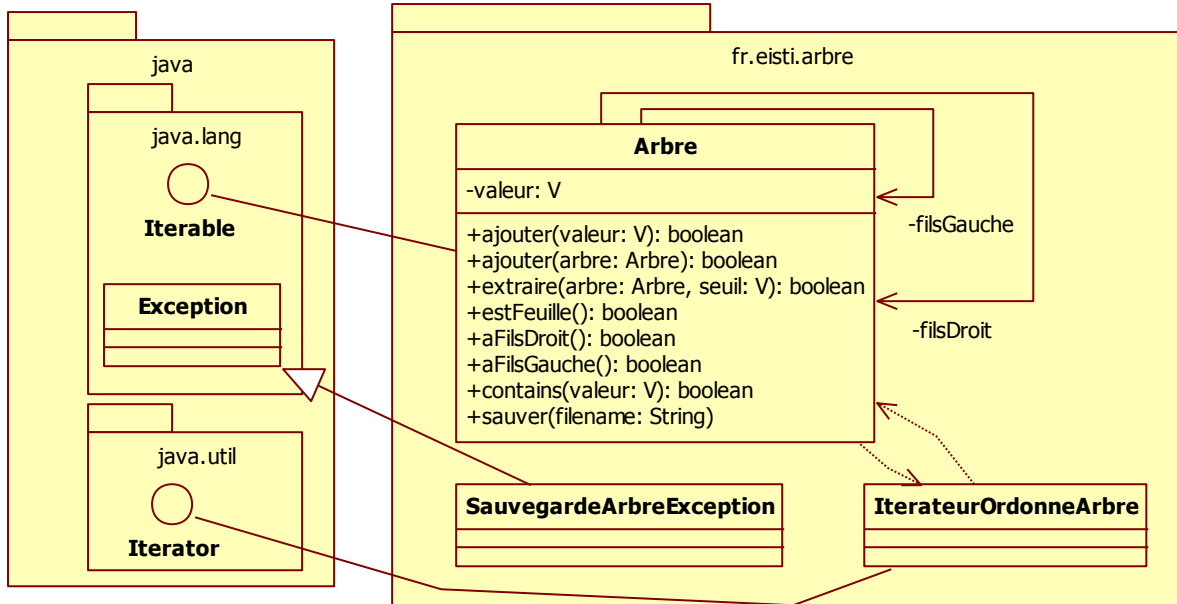 java
java.lang
Iterable
Exception
java.util
Iterator
fr.eisti.arbre
Arbre
-valeur: V
+ajouter(valeur: V): boolean
+ajouter(arbre: Arbre): boolean
+extraire(arbre: Arbre, seuil: V): boolean
+estFeuille(): boolean
+aFilsDroit(): boolean
+aFilsGauche(): boolean
+contains(valeur: V): boolean
+sauver(filename: String)
-filsGauche
-filsDroit
SauvegardeArbreException
IterateurOrdonneArbre